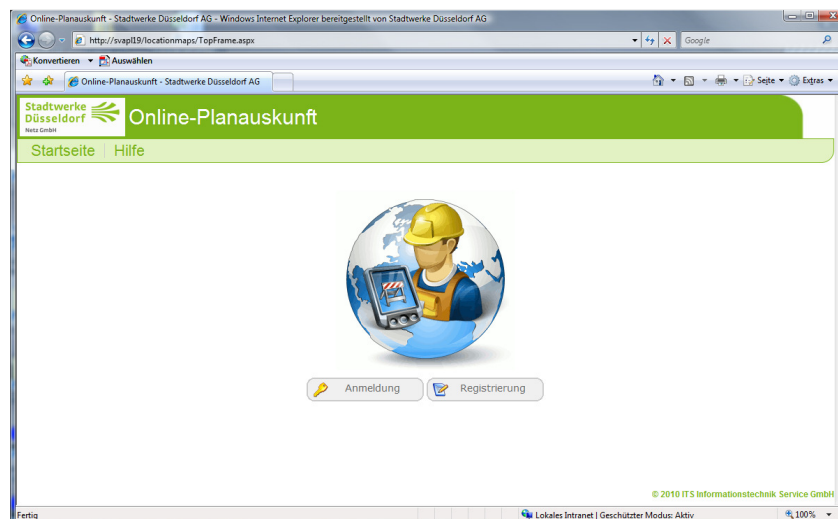 Online-Planauskunft - Stadtwerke Düsseldorf AG - Windows Internet Explorer bereitgestellt von Stadtwerke Düsseldorf AG
http://svapl19/locationmaps/TopFrame.aspx
Google
Konvertieren
Auswählen
Online-Planauskunft - Stadtwerke Düsseldorf AG
Seite
Extras
Stadtwerke
Düsseldorf
Netz GmbH
Online-Planauskunft
Startseite | Hilfe
Anmeldung
Registrierung
© 2010 ITS Informationstechnik Service GmbH
Fertig
Lokales Intranet | Geschützter Modus: Aktiv
100%